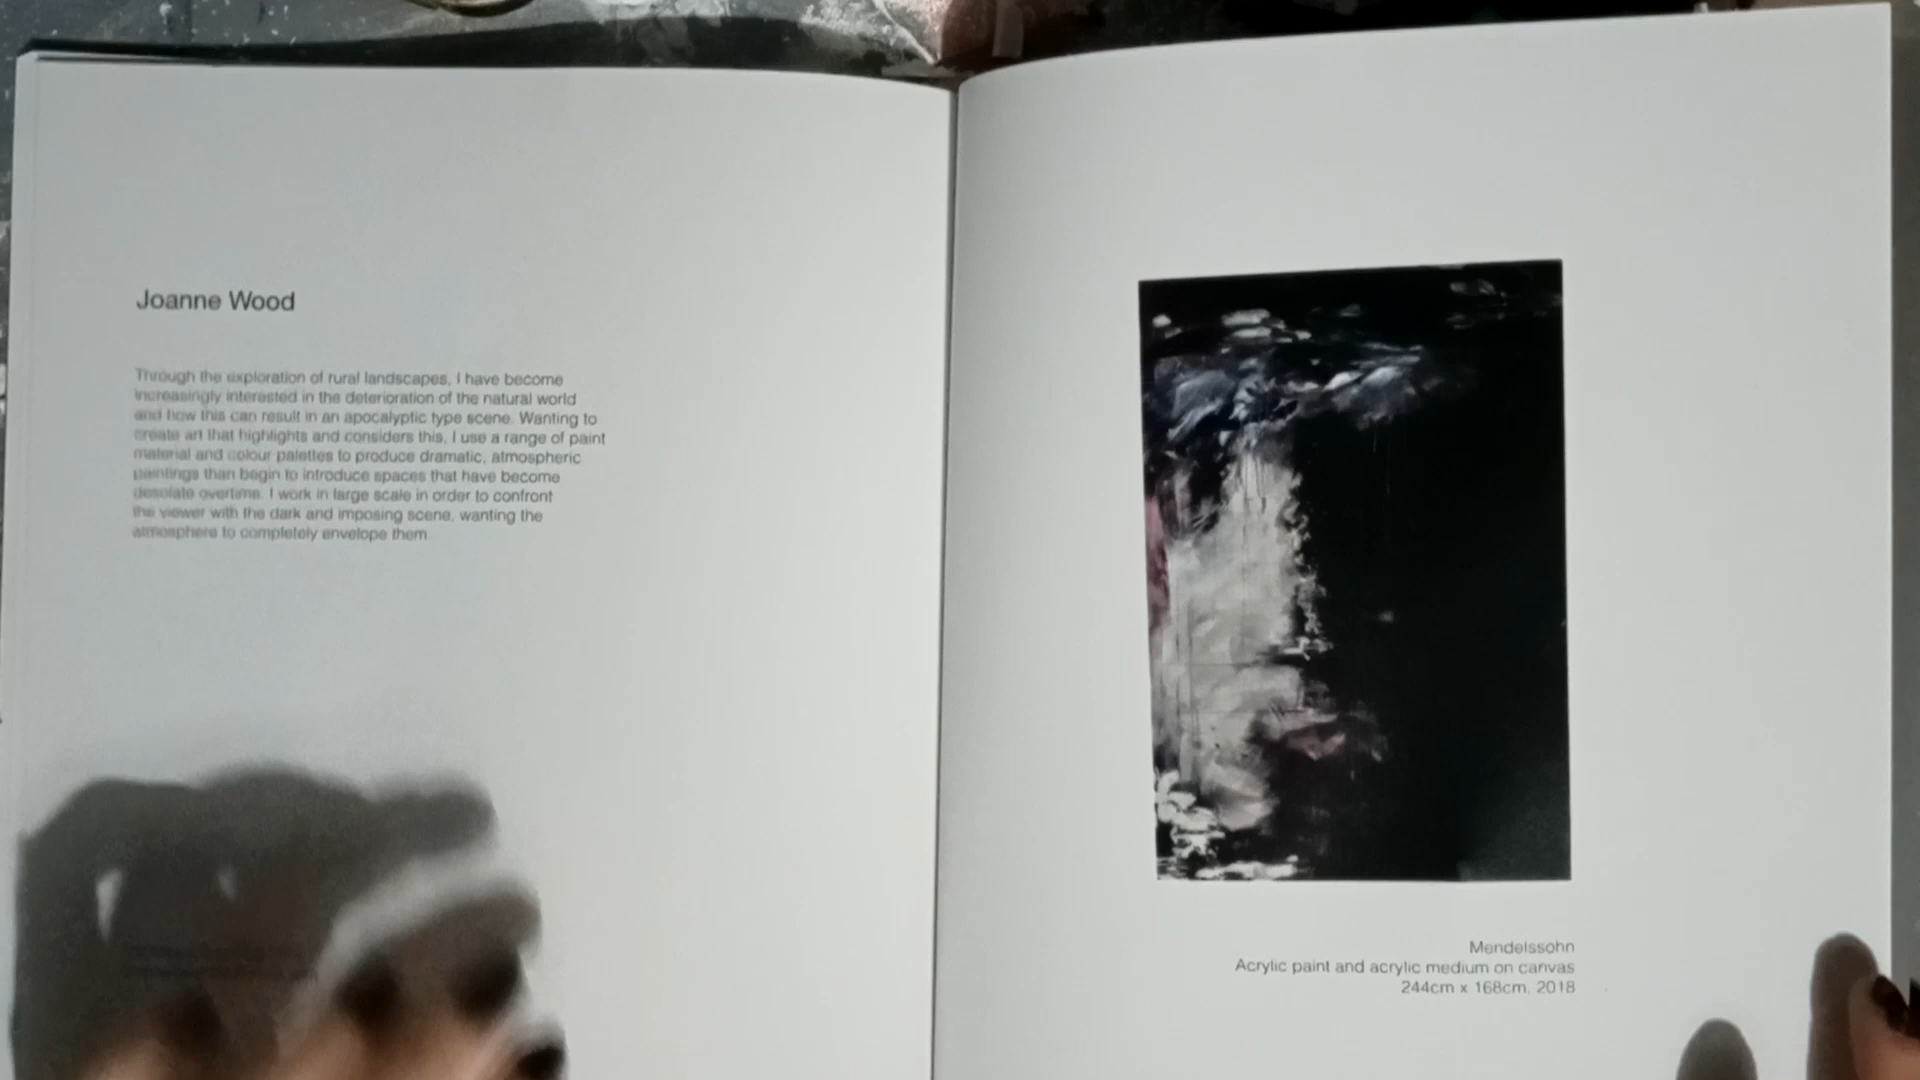 Joanne Wood
Through the exploration of rural landscapes, I have become
increasingly interested in the deterioration of the natural world
and how this can result in an apocalyptic type scene. Wanting to
create art that highlights and considers this, I use a range of paint
material and colour palettes to produce dramatic, atmospheric
paintings than begin to introduce spaces that have become
desolate overtime. I work in large scale in order to confront
the viewer with the dark and imposing scene, wanting the
atmosphere to completely envelope them.
Mendelssohn
Acrylic paint and acrylic medium on canvas
244cm x 168cm, 2018